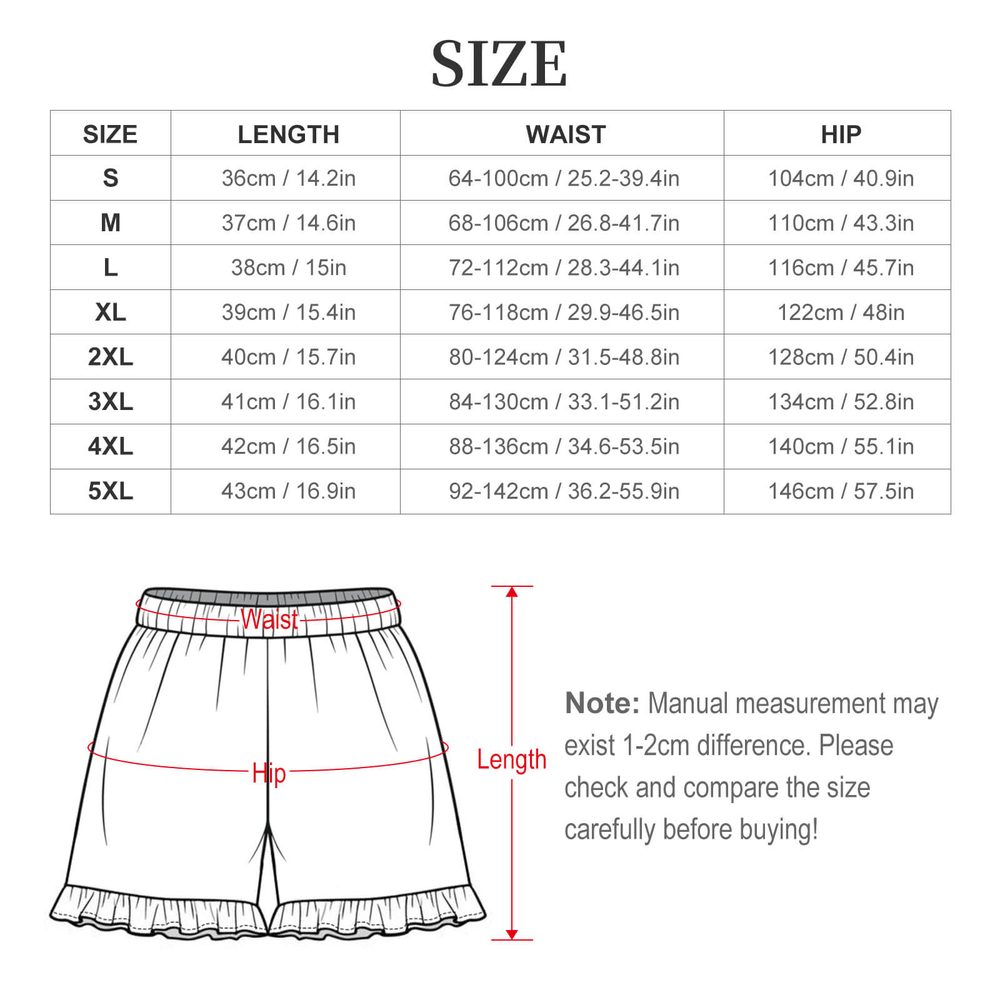 SIZE
SIZE LENGTH WAIST HIP
S 36cm / 14.2in 64-100cm / 25.2-39.4in 104cm / 40.9in
M 37cm / 14.6in 68-106cm / 26.8-41.7in 110cm / 43.3in
L 38cm / 15in 72-112cm / 28.3-44.1in 116cm / 45.7in
XL 39cm / 15.4in 76-118cm / 29.9-46.5in 122cm / 48in
2XL 40cm / 15.7in 80-124cm / 31.5-48.8in 128cm / 50.4in
3XL 41cm / 16.1in 84-130cm / 33.1-51.2in 134cm / 52.8in
4XL 42cm / 16.5in 88-136cm / 34.6-53.5in 140cm / 55.1in
5XL 43cm / 16.9in 92-142cm / 36.2-55.9in 146cm / 57.5in
Waist
Hip
Length
Note: Manual measurement may
exist 1-2cm difference. Please
check and compare the size
carefully before buying!